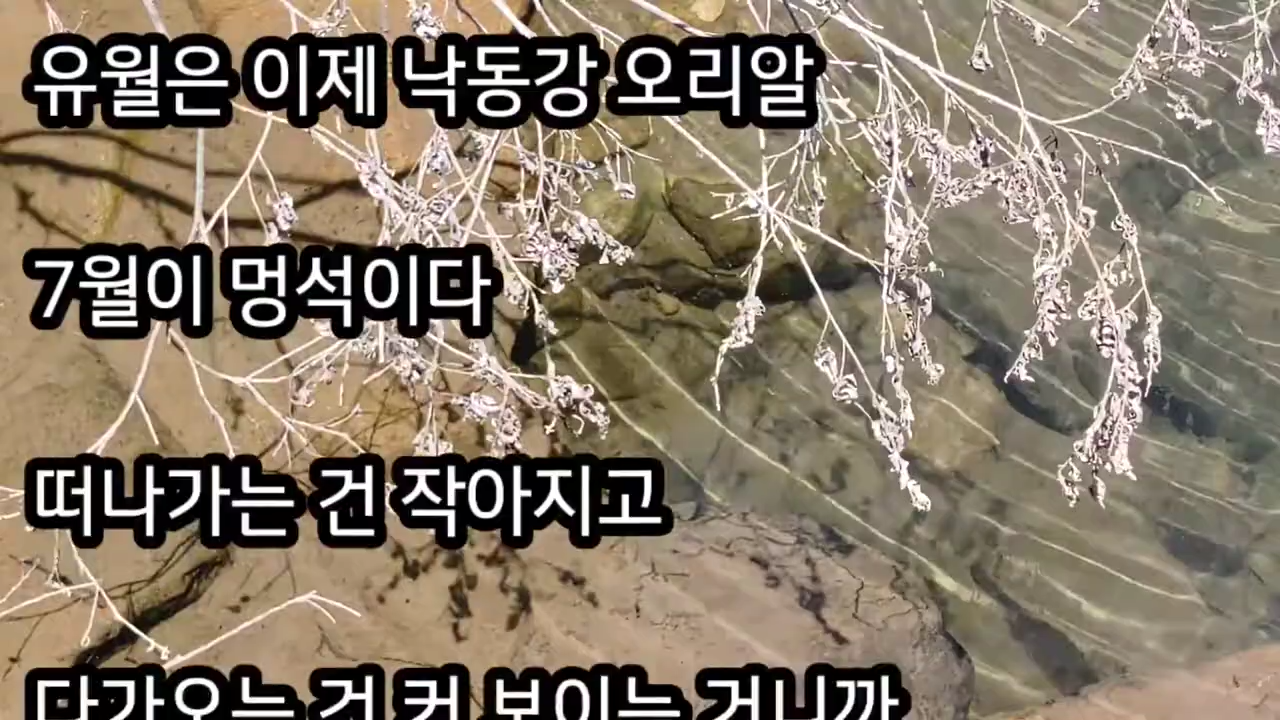 유월은 이제 낙동강 오리알
7월이 멍석이다
떠나가는 건 작아지고
다가오는 건 커 보이는 거니까